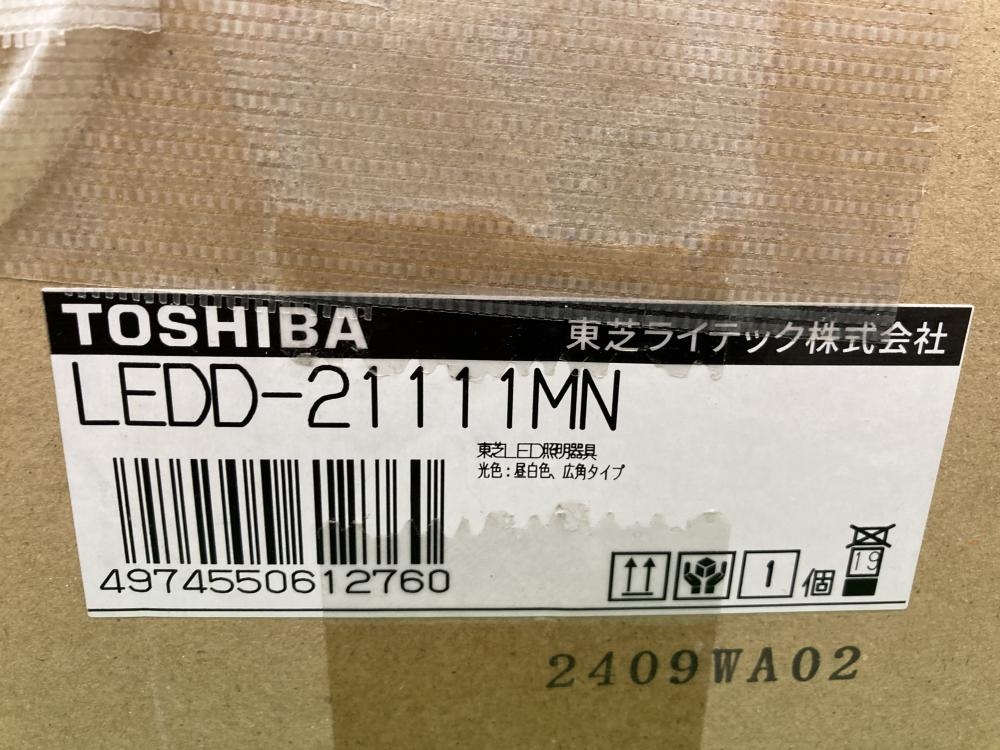 TOSHIBA 東芝ライテック株式会社
LEDD-21111MN
東芝LED照明器具
光色:昼白色、広角タイプ
4974550612760
1 個
19
2409WA02